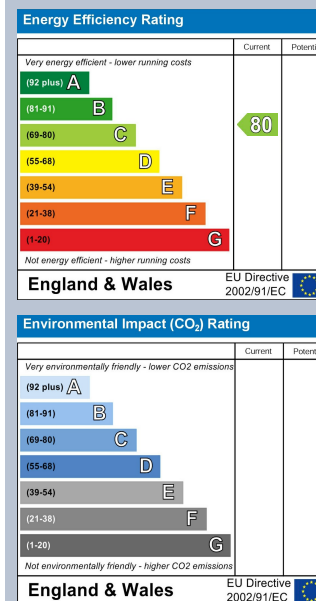 Energy Efficiency Rating
Current Potenti
Very energy efficient - lower running costs
(92 plus) A
(81-91) B
(69-80) C
80
(55-68) D
(39-54) E
(21-38) F
(1-20) G
Not energy efficient - higher running costs
England & Wales
EU Directive
2002/91/EC
Environmental Impact (CO₂) Rating
Current Potent
Very environmentally friendly - lower CO2 emissions
(92 plus) A
(81-91) B
(69-80) C
(55-68) D
(39-54) E
(21-38) F
(1-20) G
Not environmentally friendly - higher CO2 emissions
England & Wales
EU Directive
2002/91/EC